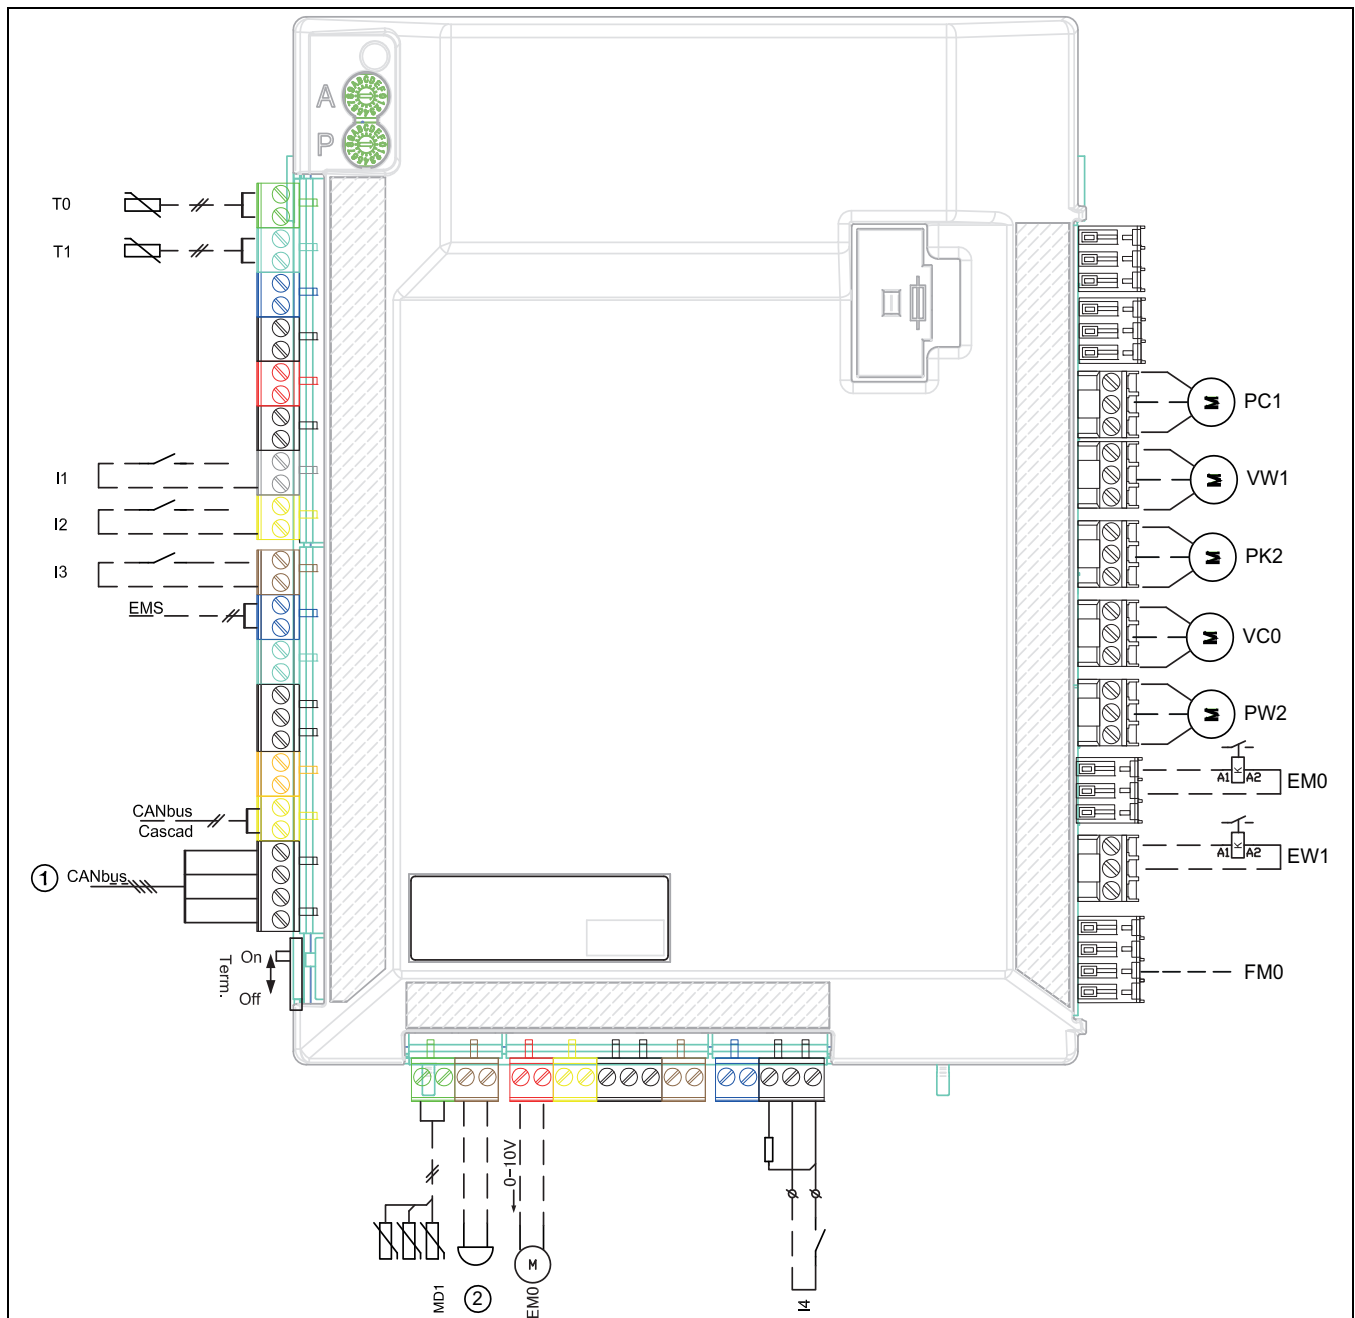 A
P
T0
T1
I1
I2
I3
EMS
CANbus
Cascad
1 CANbus
On
Off
Term.
PC1
M
VW1
M
PK2
M
VC0
M
PW2
M
A1 K A2
EM0
A1 K A2
EW1
FM0
0-10V
MD1
2
M
EM0
I4